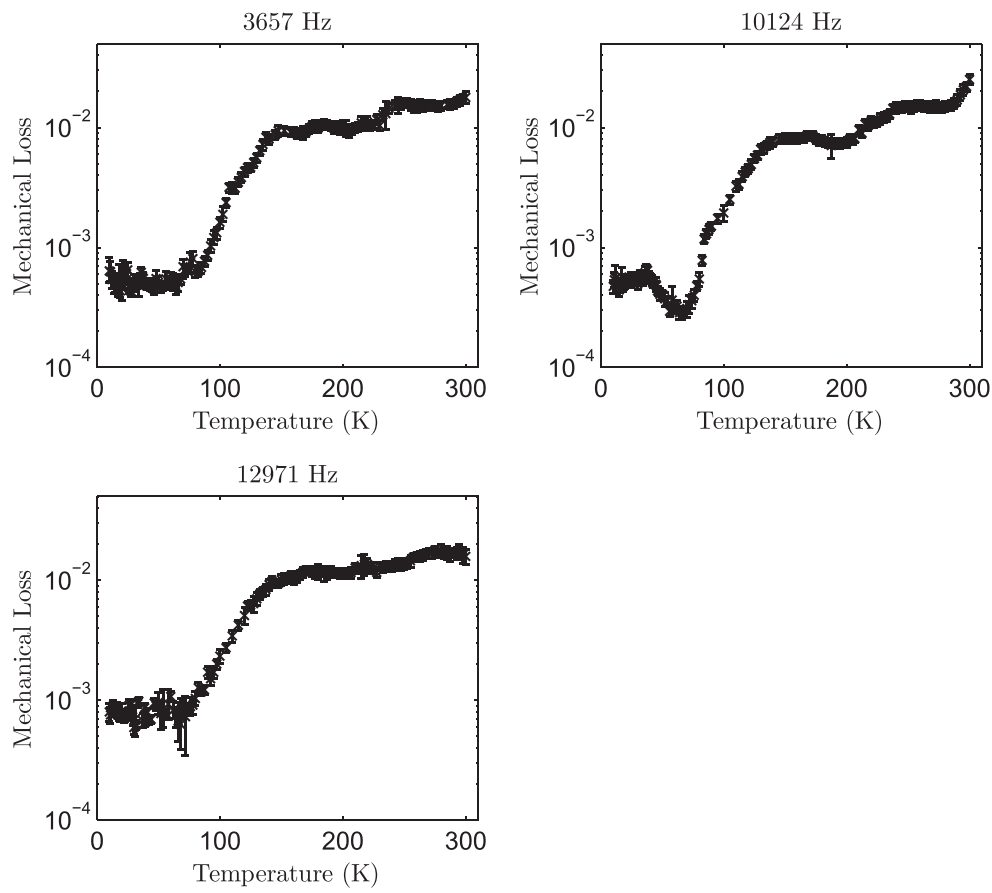 3657 Hz
Mechanical Loss
10⁻²
10⁻³
10⁻⁴
0 100 200 300
Temperature (K)
10124 Hz
Mechanical Loss
10⁻²
10⁻³
10⁻⁴
0 100 200 300
Temperature (K)
12971 Hz
Mechanical Loss
10⁻²
10⁻³
10⁻⁴
0 100 200 300
Temperature (K)